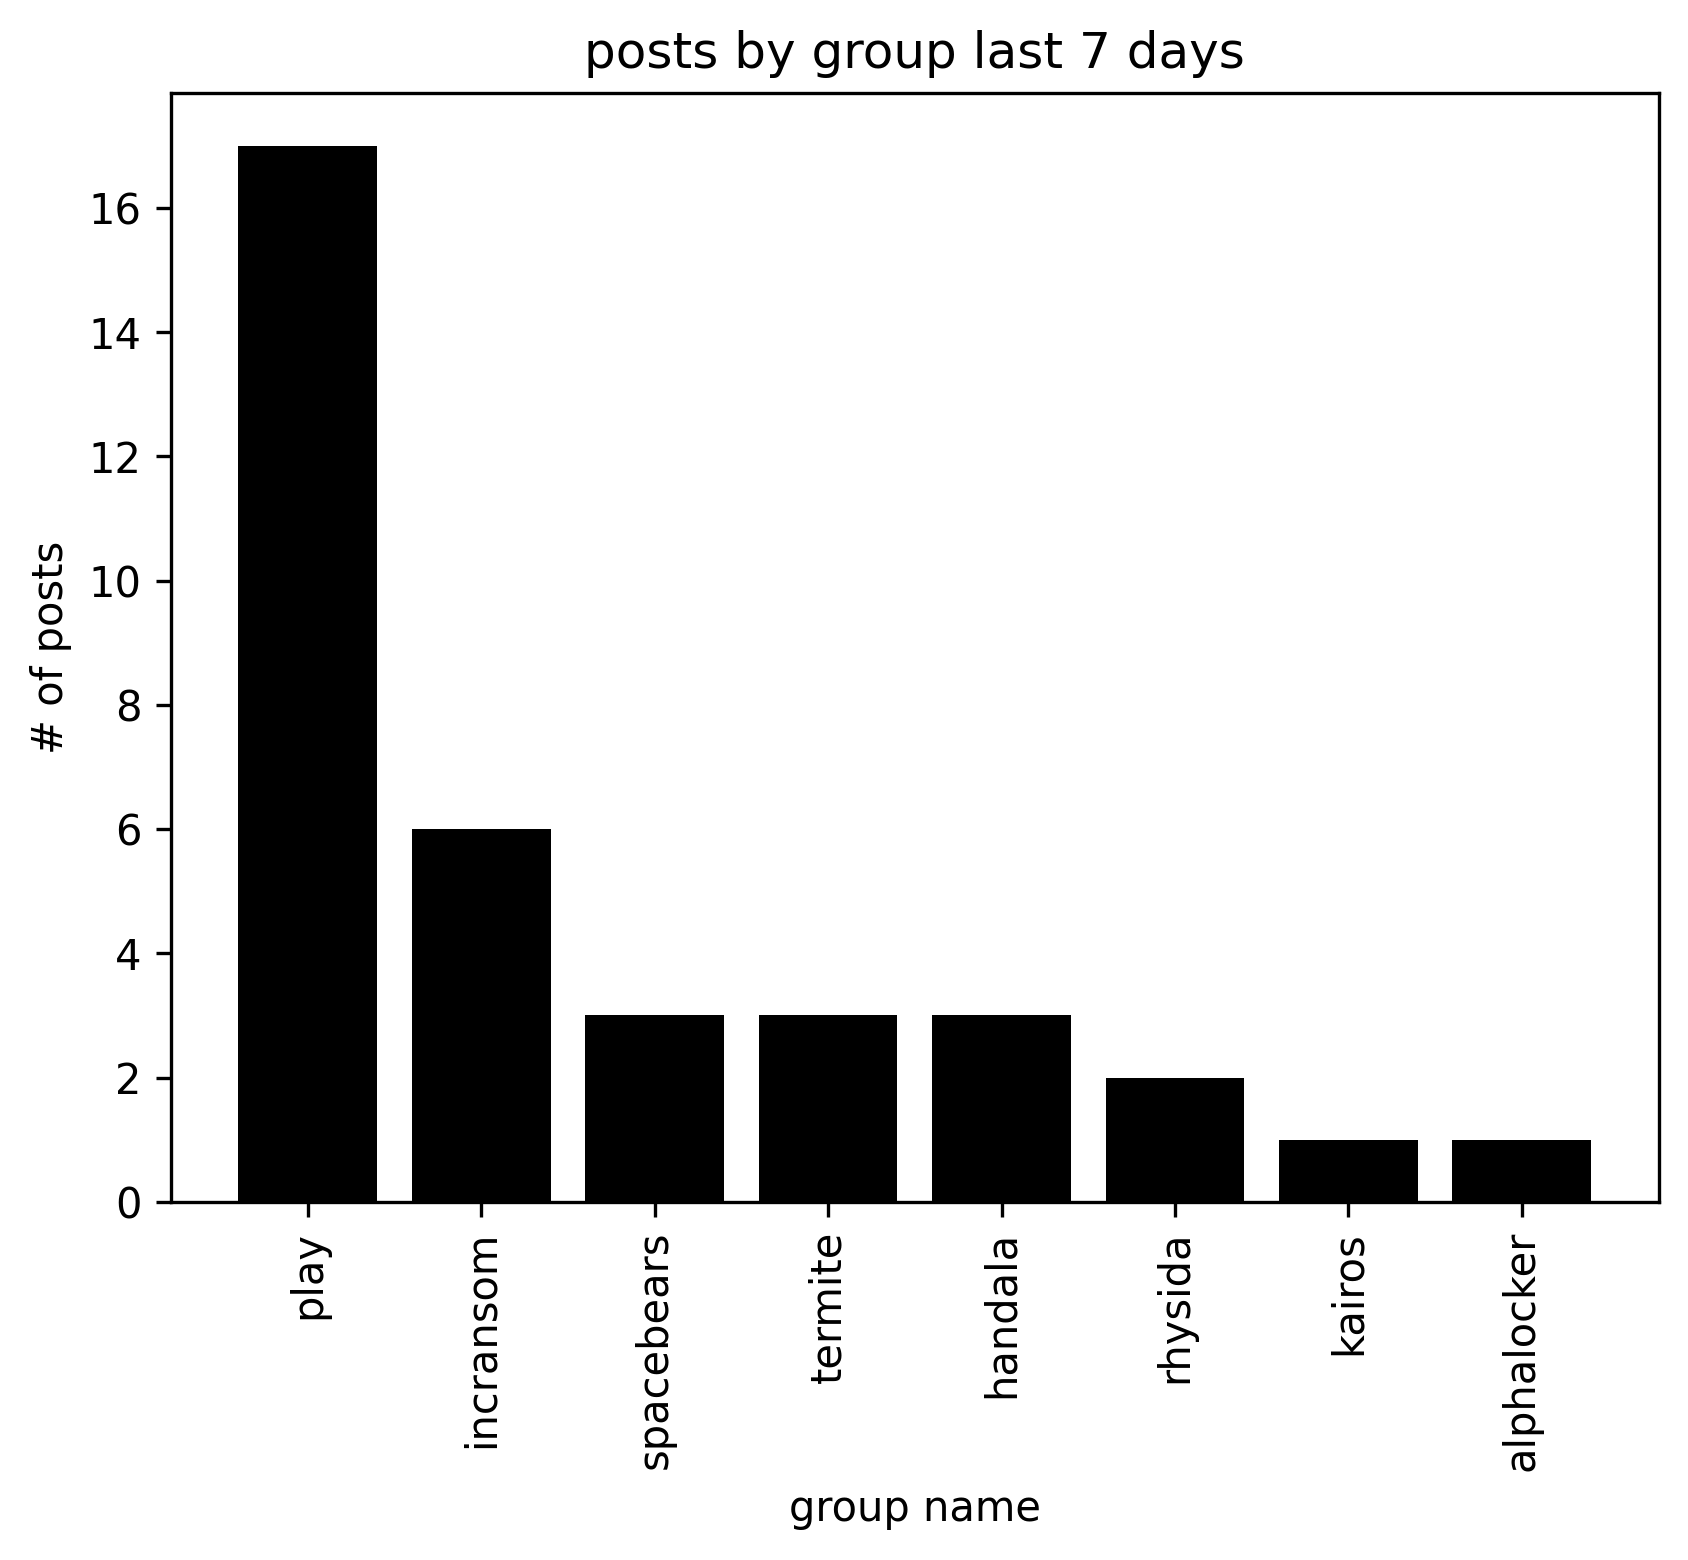 posts by group last 7 days
# of posts
16
14
12
10
8
6
4
2
0
play
incransom
spacebears
termite
handala
rhysida
kairos
alphalocker
group name